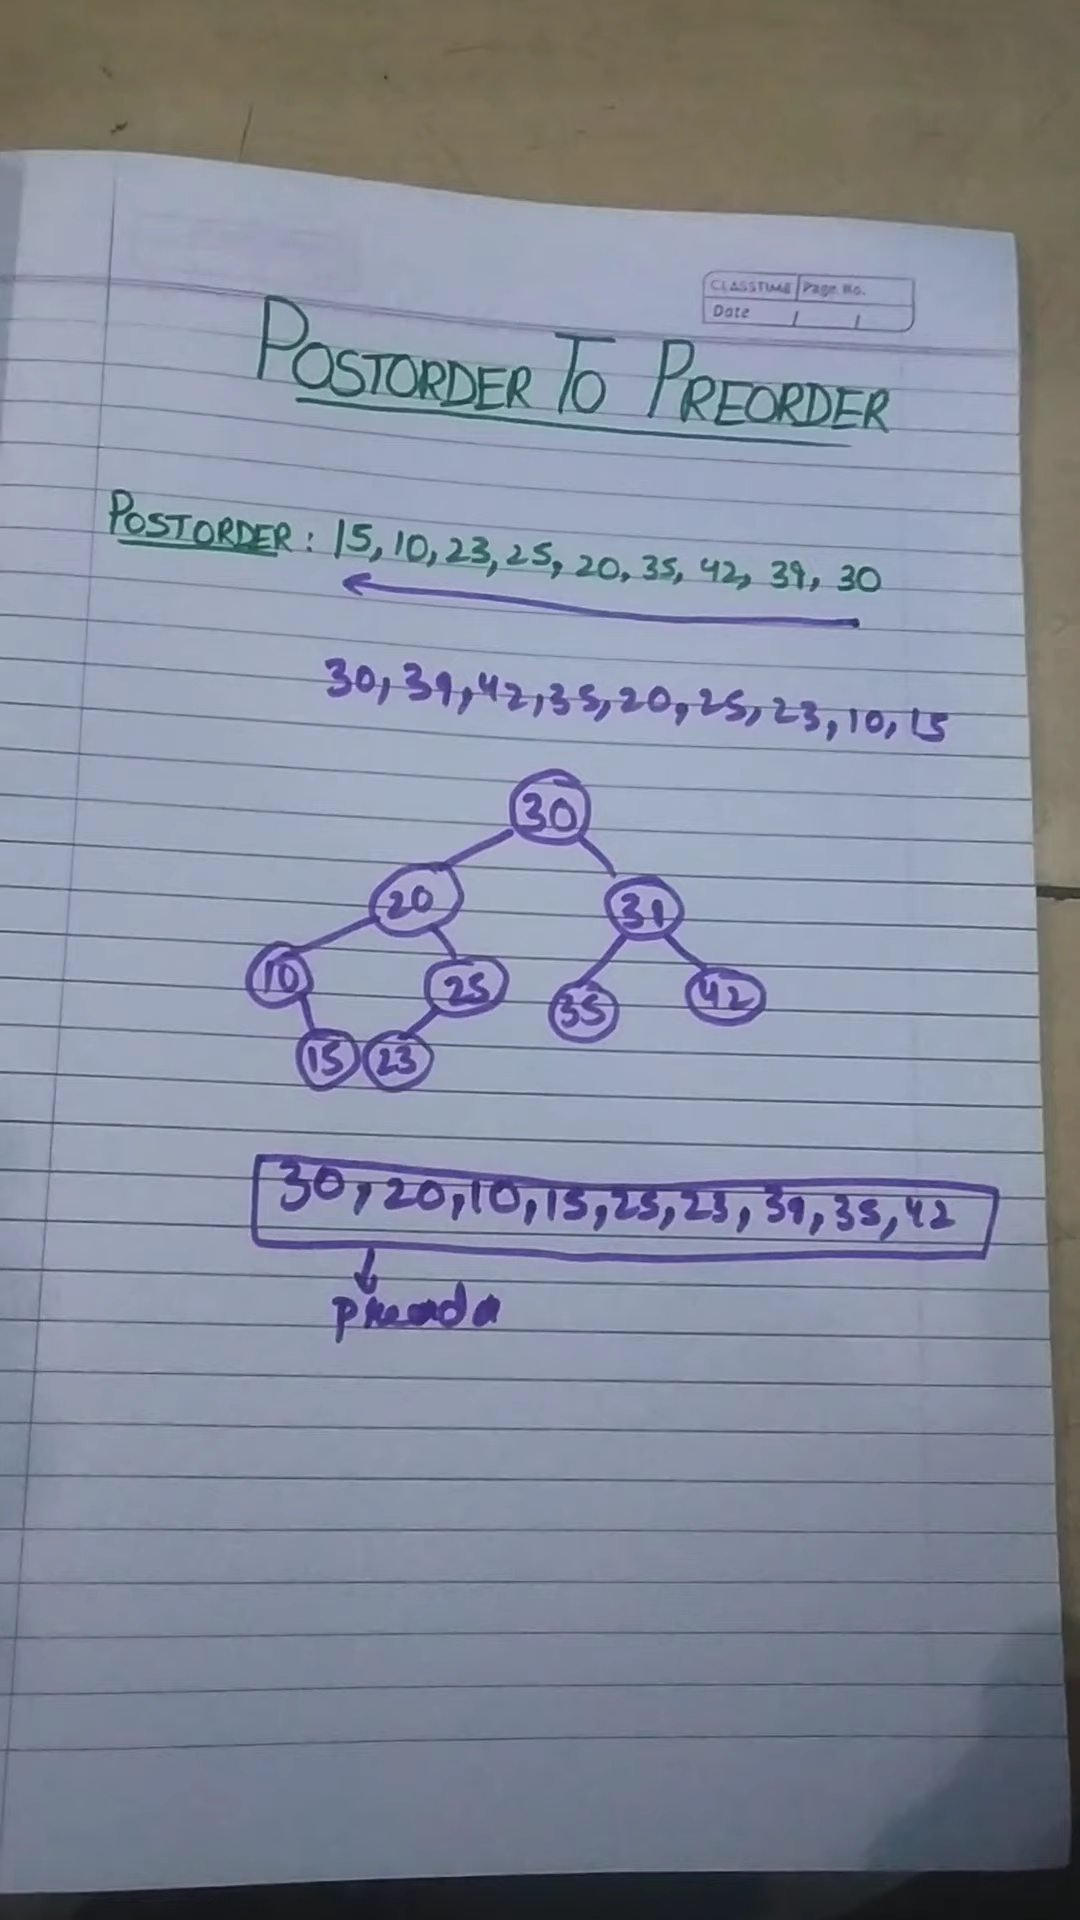 CLASSTIME Page No.
Date / /
POSTORDER TO PREORDER
POSTORDER: 15, 10, 23, 25, 20, 35, 42, 39, 30
30, 39, 42, 35, 20, 25, 23, 10, 15
30
20 31
10 25 35 42
15 23
30, 20, 10, 15, 25, 23, 39, 35, 42